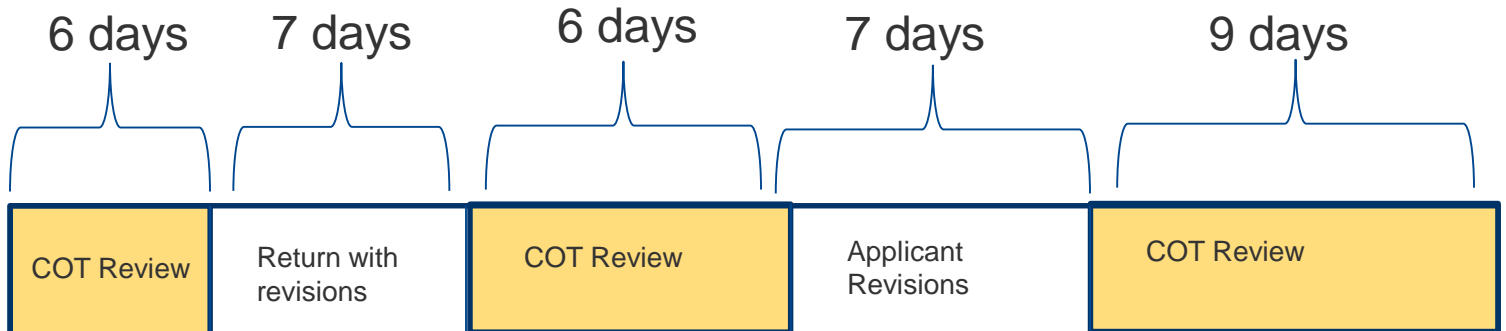 6 days 7 days 6 days 7 days 9 days
COT Review
Return with
revisions
COT Review
Applicant
Revisions
COT Review